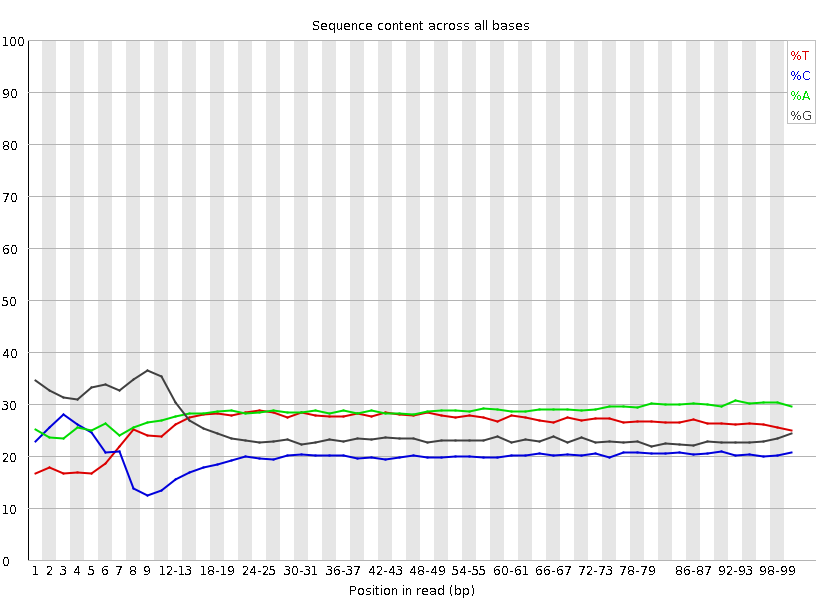 Sequence content across all bases
100
90
80
70
60
50
40
30
20
10
0
%T
%C
%A
%G
1 2 3 4 5 6 7 8 9 12-13 18-19 24-25 30-31 36-37 42-43 48-49 54-55 60-61 66-67 72-73 78-79 86-87 92-93 98-99
Position in read (bp)